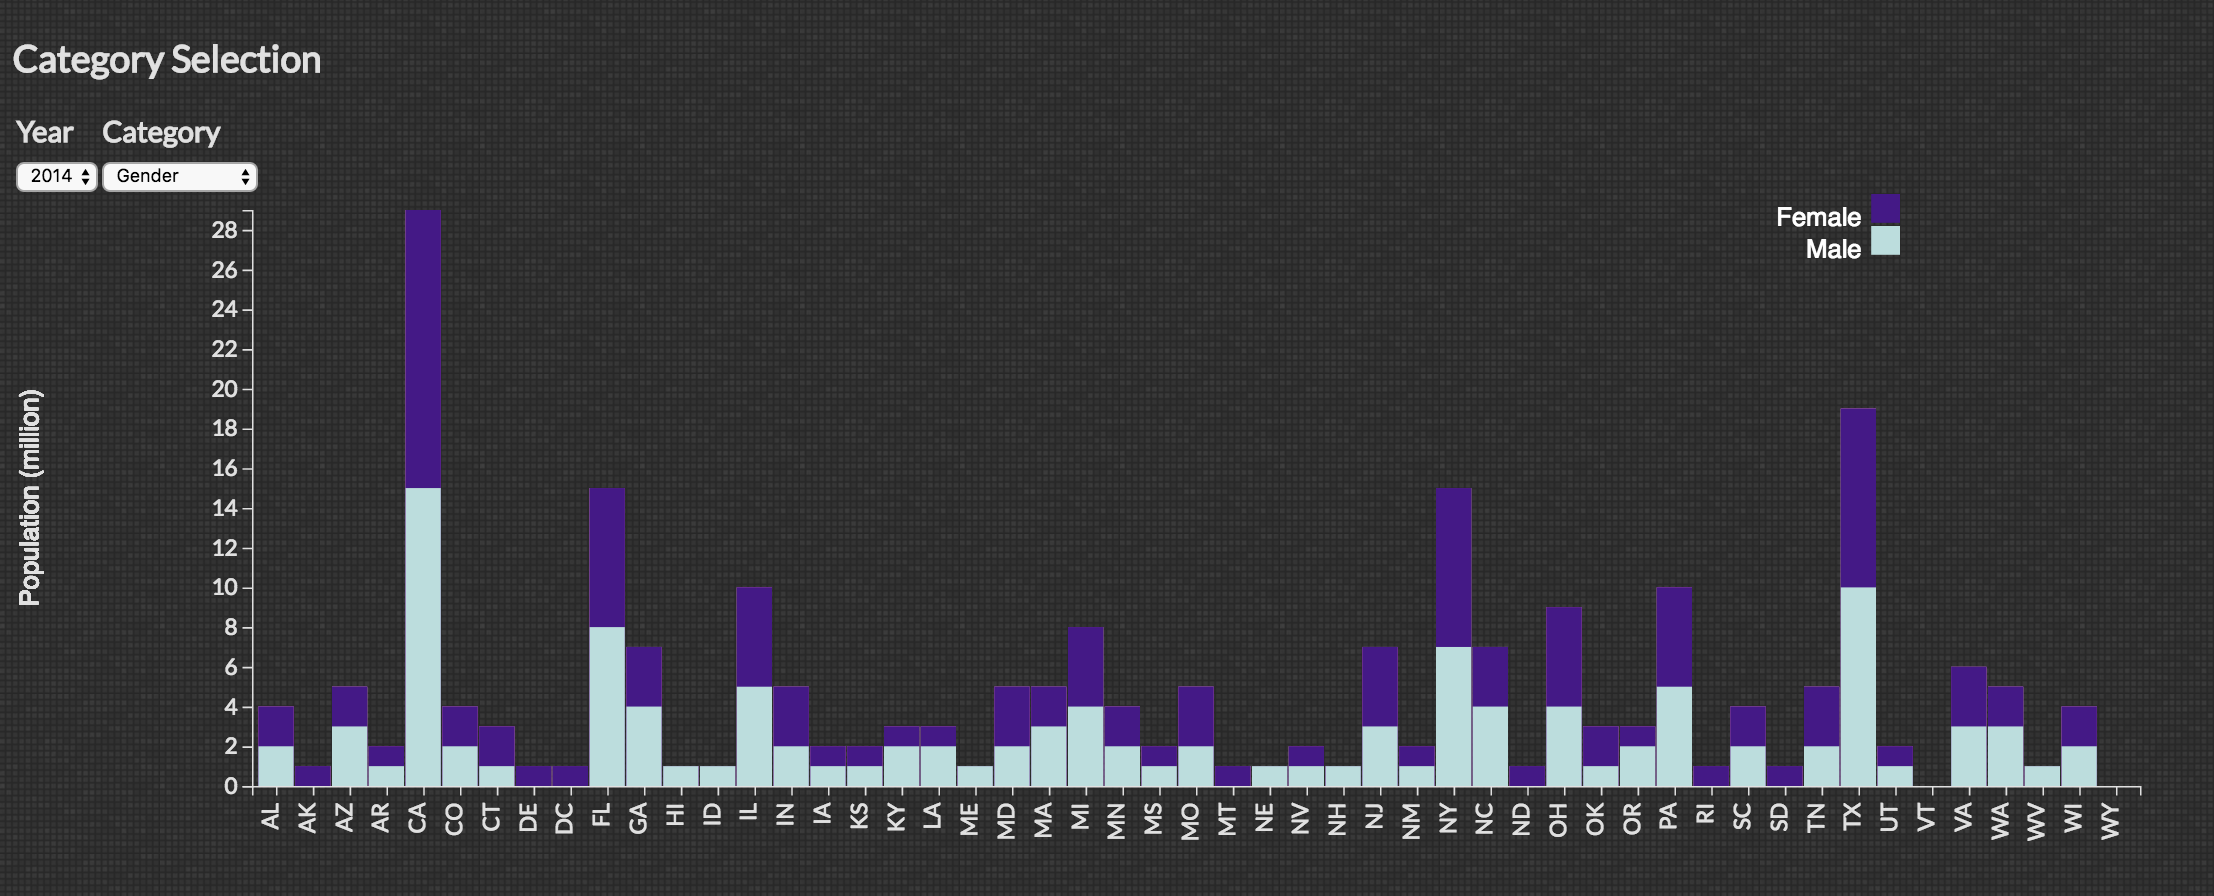 Category Selection
Year Category
2014 Gender
Female
Male
Population (million)
28
26
24
22
20
18
16
14
12
10
8
6
4
2
0
AL AK AZ AR CA CO CT DE DC FL GA HI ID IL IN IA KS KY LA ME MD MA MI MN MS MO MT NE NV NH NJ NM NY NC ND OH OK OR PA RI SC SD TN TX UT VT VA WA WV WI WY